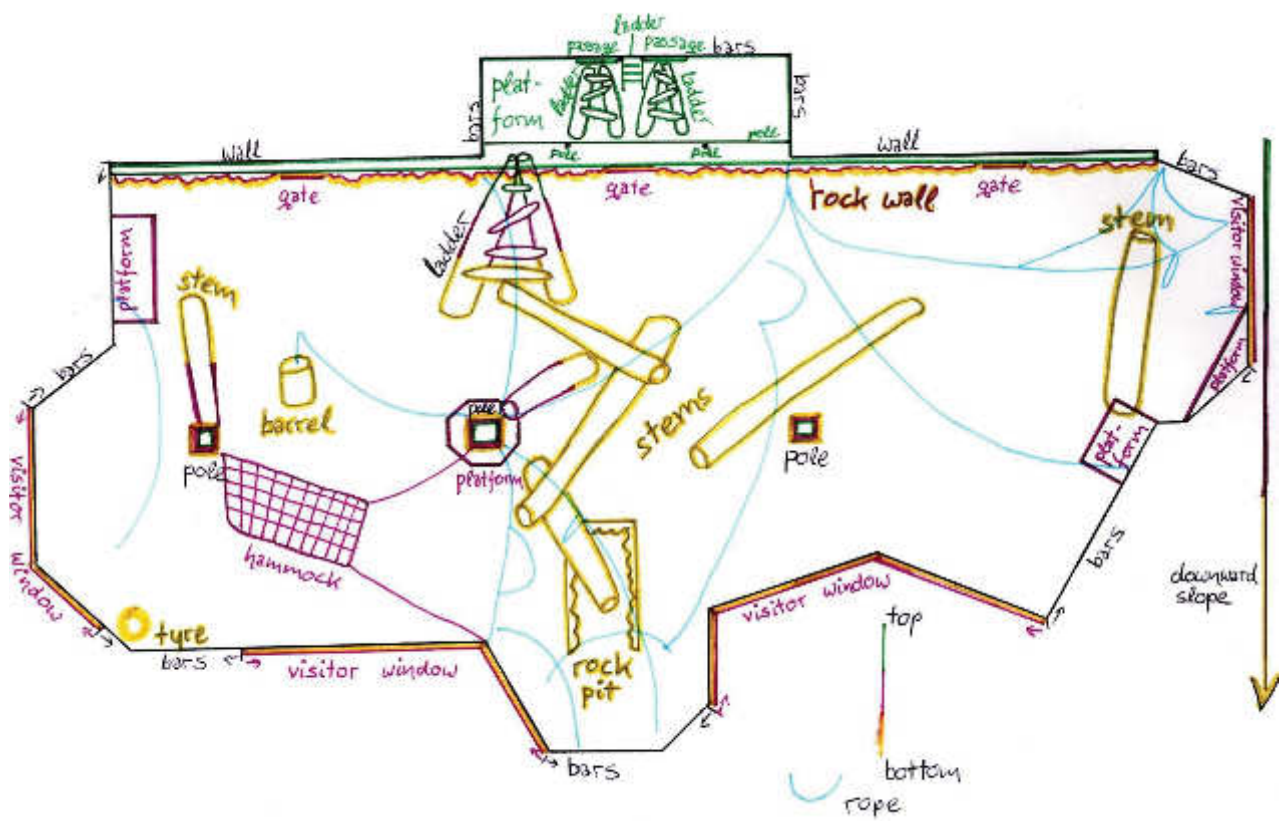 ladder
passage
passage
bars
plat-
form
ladder
ladder
bars
bars
pole
pole
pole
wall
wall
bars
gate
gate
gate
rock wall
platform
stem
ladder
stem
visitor window
bars
barrel
pole
platform
stems
platform
plat-
form
pole
pole
visitor window
hammock
bars
downward
slope
tyre
bars
visitor window
rock
pit
visitor window
top
bars
bottom
rope